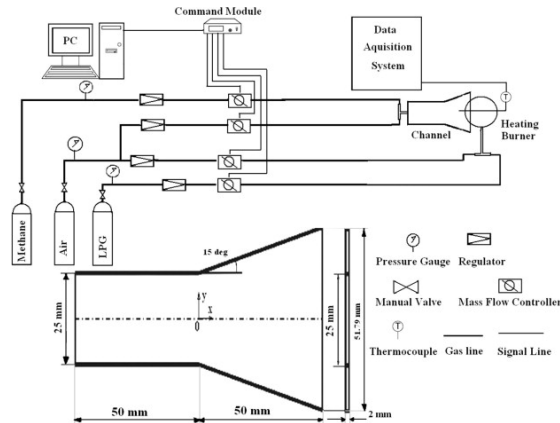 Command Module
PC
Data
Aquisition
System
T
Channel
Heating
Burner
Methane
Air
LPG
15 deg
25 mm
y
x
0
25 mm
51.79 mm
50 mm
50 mm
2 mm
Pressure Gauge
Regulator
Manual Valve
Mass Flow Controller
T
Thermocouple
Gas line
Signal Line